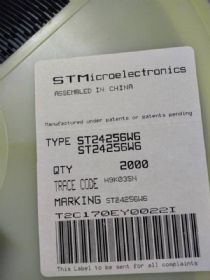 STMicroelectronics
ASSEMBLED IN CHINA
Manufactured under patents or patents pending
TYPE ST24256W6
ST24256W6
QTY 2000
TRACE CODE W9K035N
MARKING ST24256W6
T2C170EY0022I
This Label to be sent for all complaints